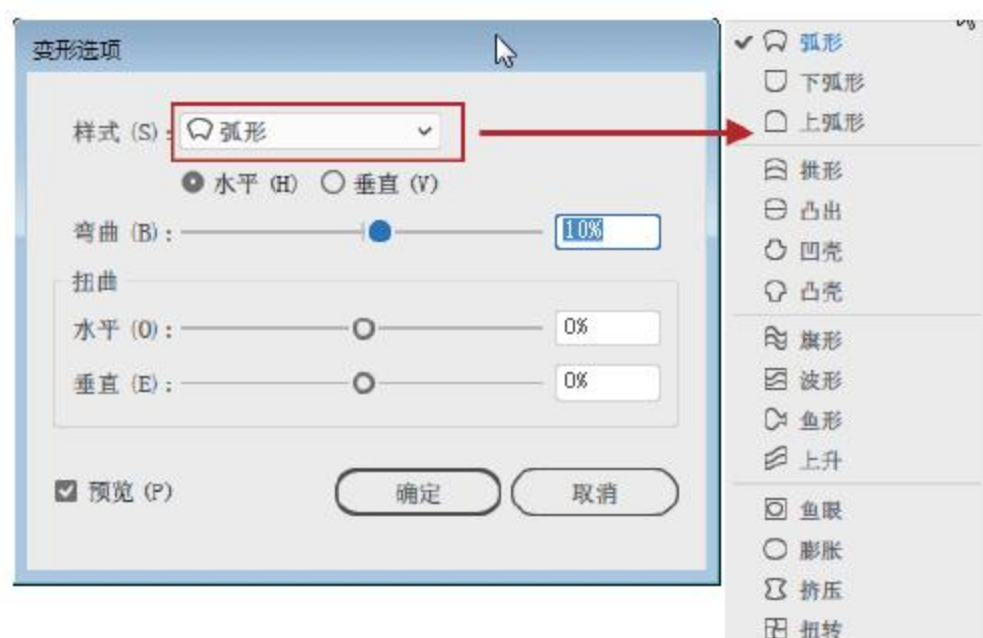 变形选项
样式 (S)：弧形
水平 (H) 垂直 (V)
弯曲 (B)：10%
扭曲
水平 (O)：0%
垂直 (E)：0%
预览 (P)
确定 取消
弧形
下弧形
上弧形
拱形
凸出
凹壳
凸壳
旗形
波形
鱼形
上升
鱼眼
膨胀
挤压
扭转